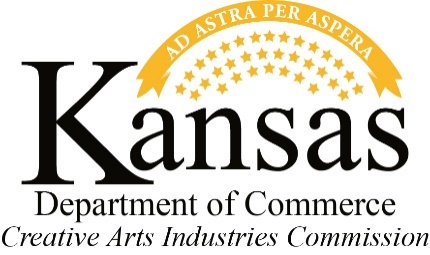 AD ASTRA PER ASPERA
Kansas
Department of Commerce
Creative Arts Industries Commission